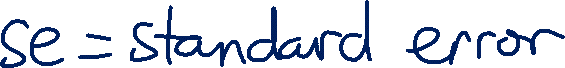 se = standard error